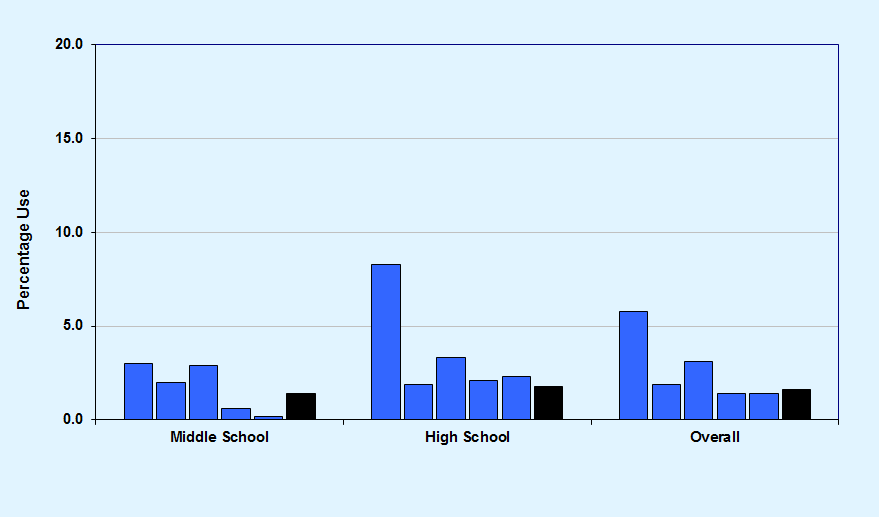 20.0
15.0
10.0
5.0
0.0
Percentage Use
Middle School
High School
Overall